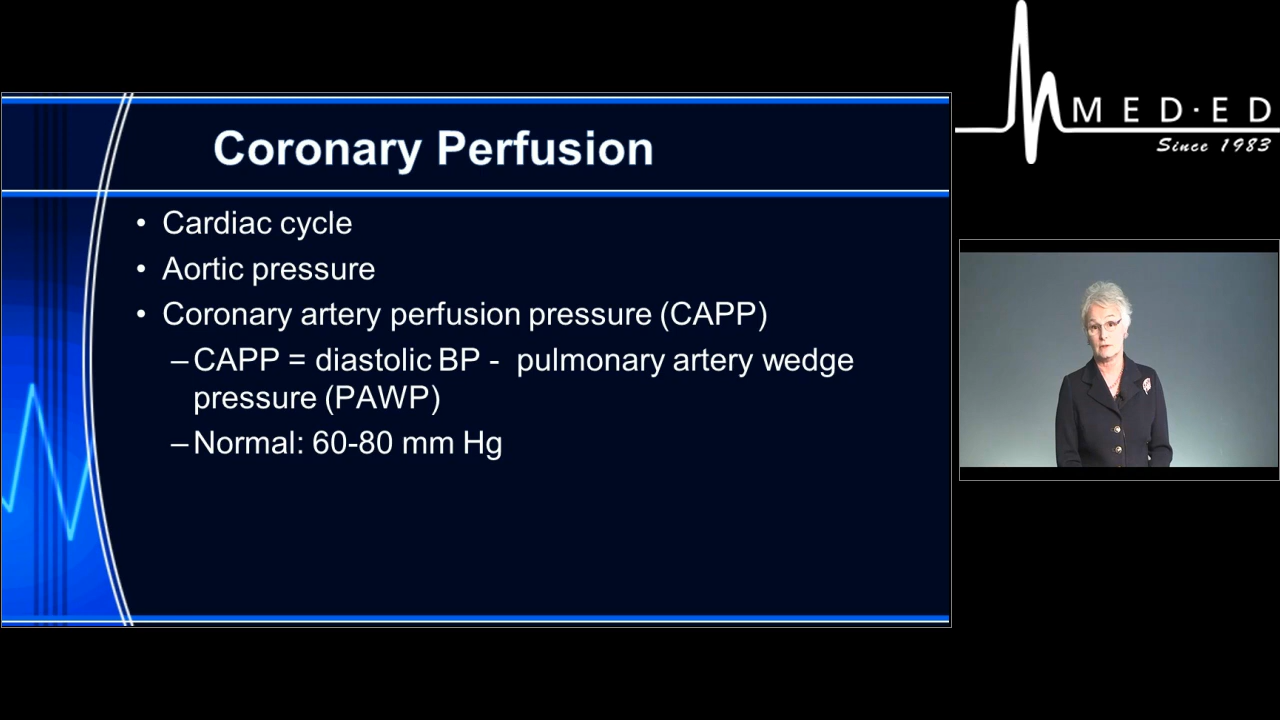 Coronary Perfusion
• Cardiac cycle
• Aortic pressure
• Coronary artery perfusion pressure (CAPP)
– CAPP = diastolic BP - pulmonary artery wedge
pressure (PAWP)
– Normal: 60-80 mm Hg
MED·ED
Since 1983